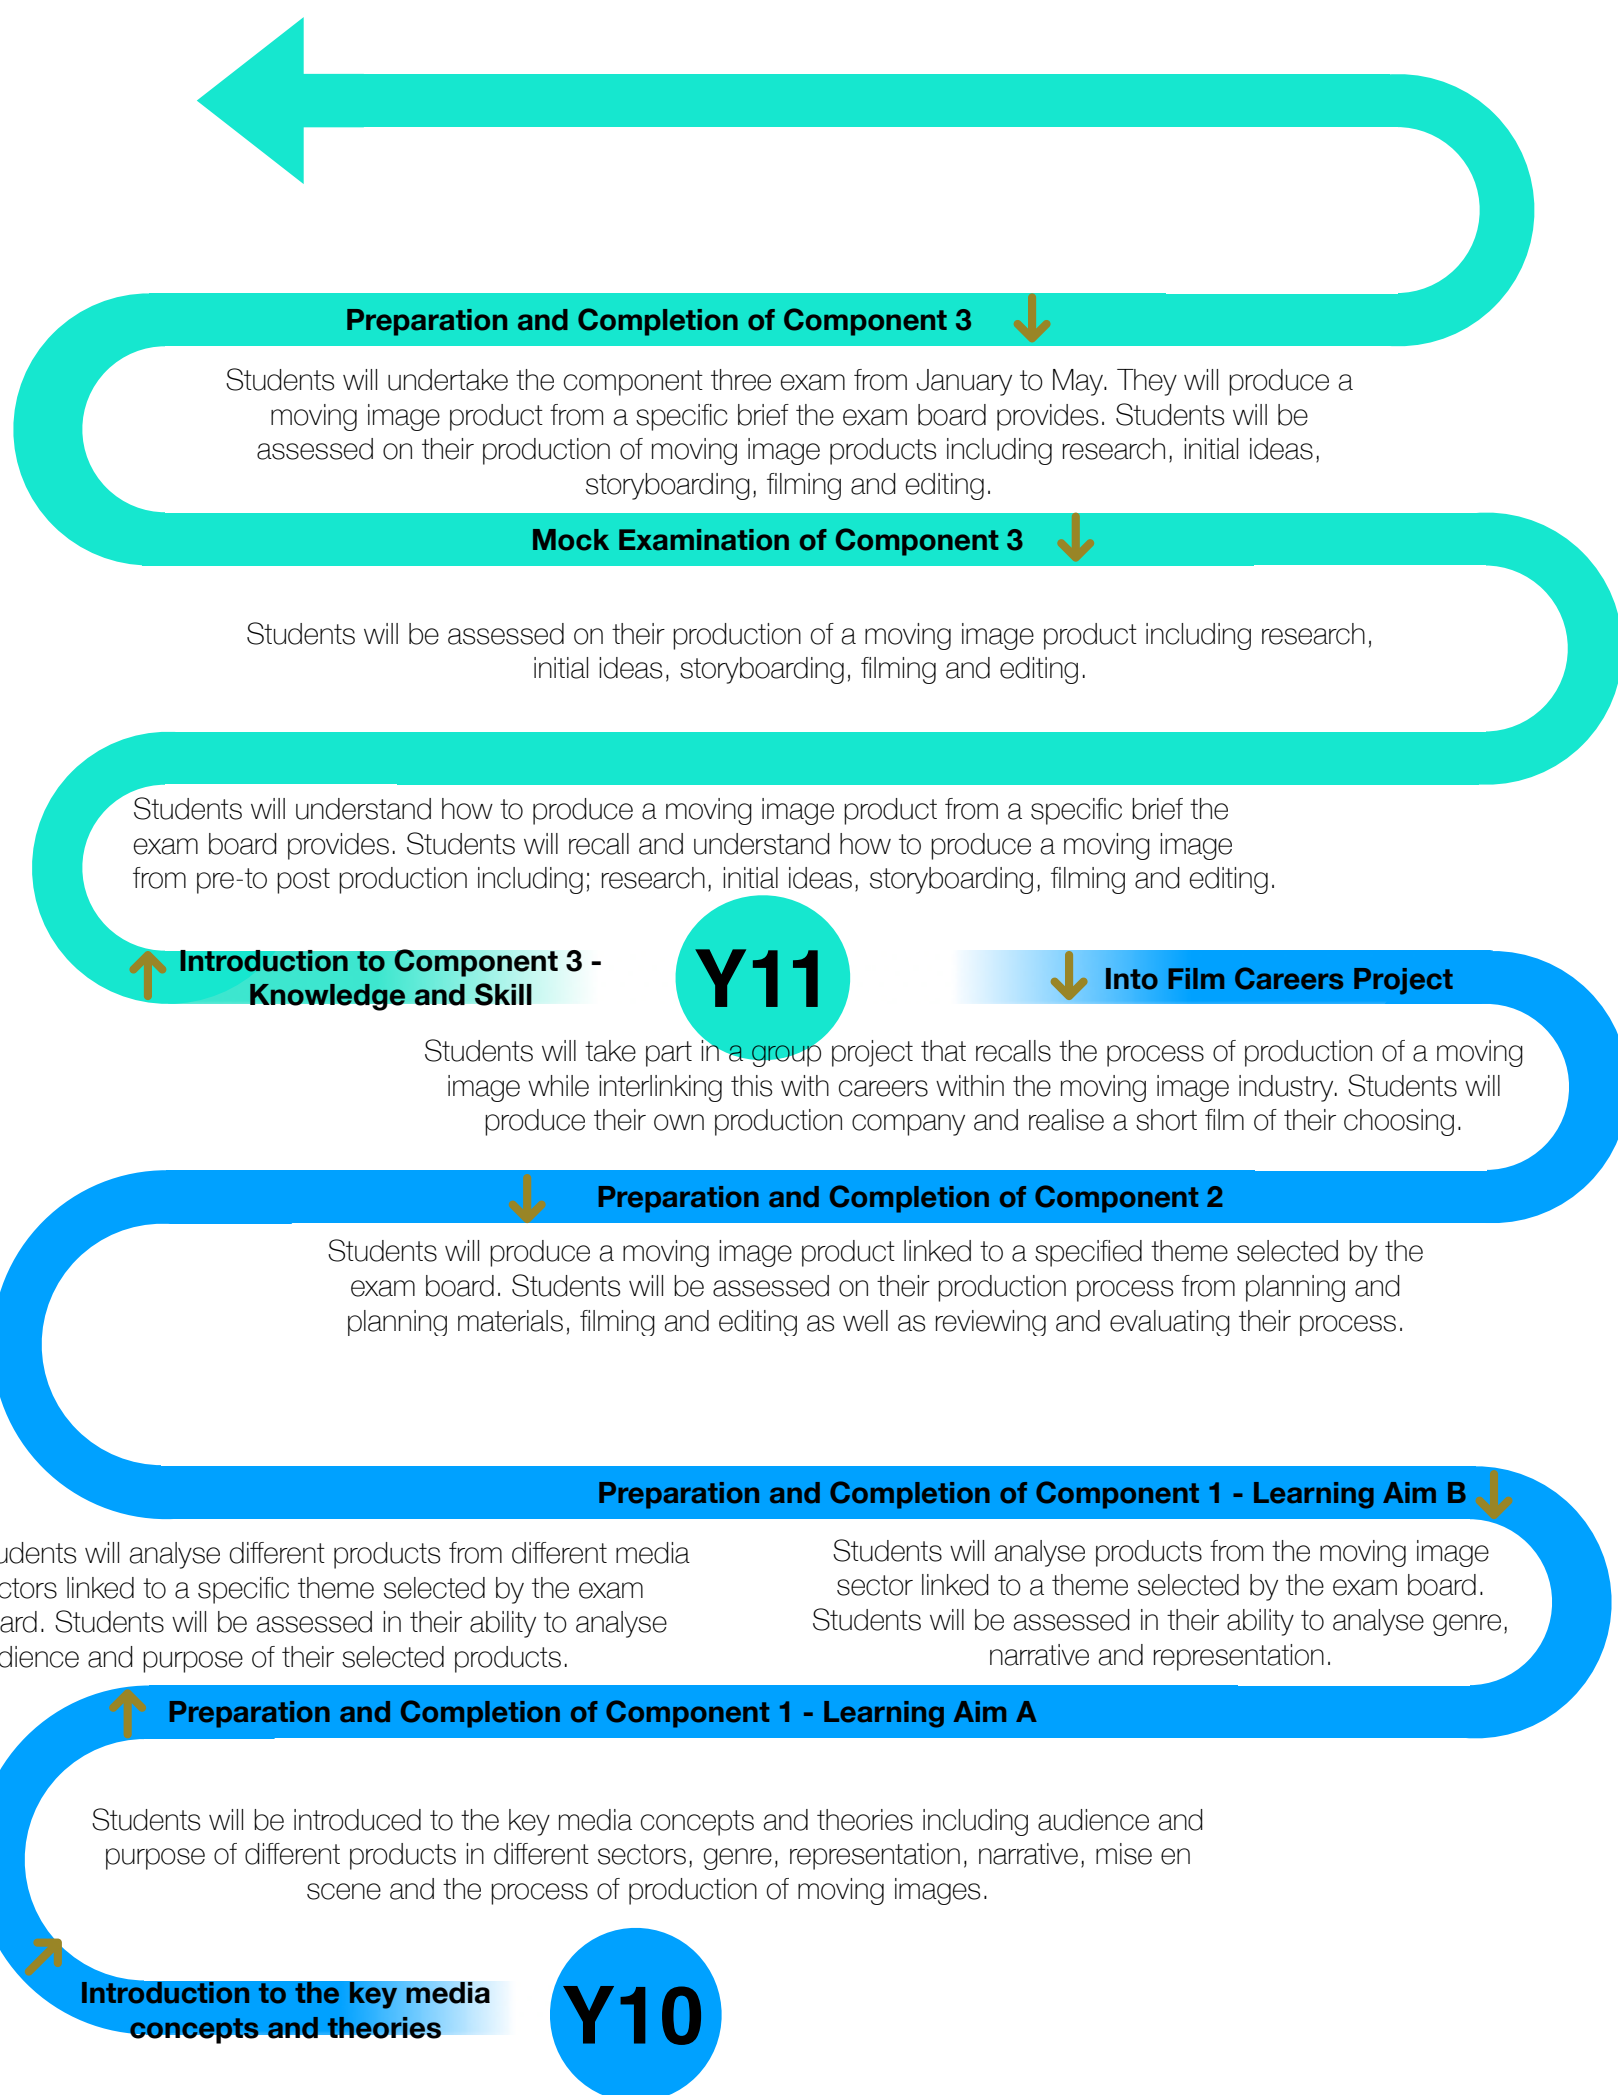 Preparation and Completion of Component 3
Students will undertake the component three exam from January to May. They will produce a
moving image product from a specific brief the exam board provides. Students will be
assessed on their production of moving image products including research, initial ideas,
storyboarding, filming and editing.
Mock Examination of Component 3
Students will be assessed on their production of a moving image product including research,
initial ideas, storyboarding, filming and editing.
Students will understand how to produce a moving image product from a specific brief the
exam board provides. Students will recall and understand how to produce a moving image
from pre-to post production including; research, initial ideas, storyboarding, filming and editing.
Introduction to Component 3 -
Knowledge and Skill
Y11
Into Film Careers Project
Students will take part in a group project that recalls the process of production of a moving
image while interlinking this with careers within the moving image industry. Students will
produce their own production company and realise a short film of their choosing.
Preparation and Completion of Component 2
Students will produce a moving image product linked to a specified theme selected by the
exam board. Students will be assessed on their production process from planning and
planning materials, filming and editing as well as reviewing and evaluating their process.
Preparation and Completion of Component 1 - Learning Aim B
udents will analyse different products from different media
ctors linked to a specific theme selected by the exam
ard. Students will be assessed in their ability to analyse
dience and purpose of their selected products.
Students will analyse products from the moving image
sector linked to a theme selected by the exam board.
Students will be assessed in their ability to analyse genre,
narrative and representation.
Preparation and Completion of Component 1 - Learning Aim A
Students will be introduced to the key media concepts and theories including audience and
purpose of different products in different sectors, genre, representation, narrative, mise en
scene and the process of production of moving images.
Introduction to the key media
concepts and theories
Y10